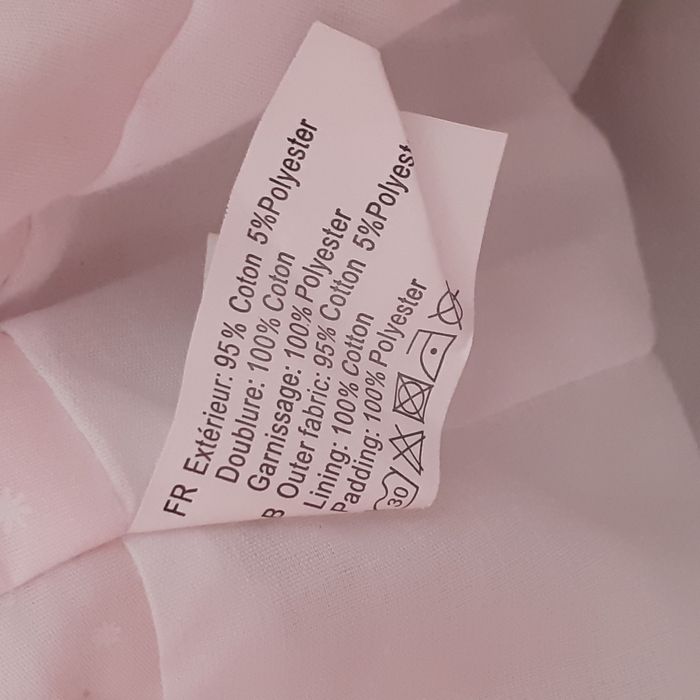 FR Extérieur: 95% Coton 5%Polyester
Doublure: 100% Coton
Garnissage: 100% Polyester
Outer fabric: 95% Cotton 5%Polyest
Lining: 100% Cotton
Padding: 100% Polyester
30